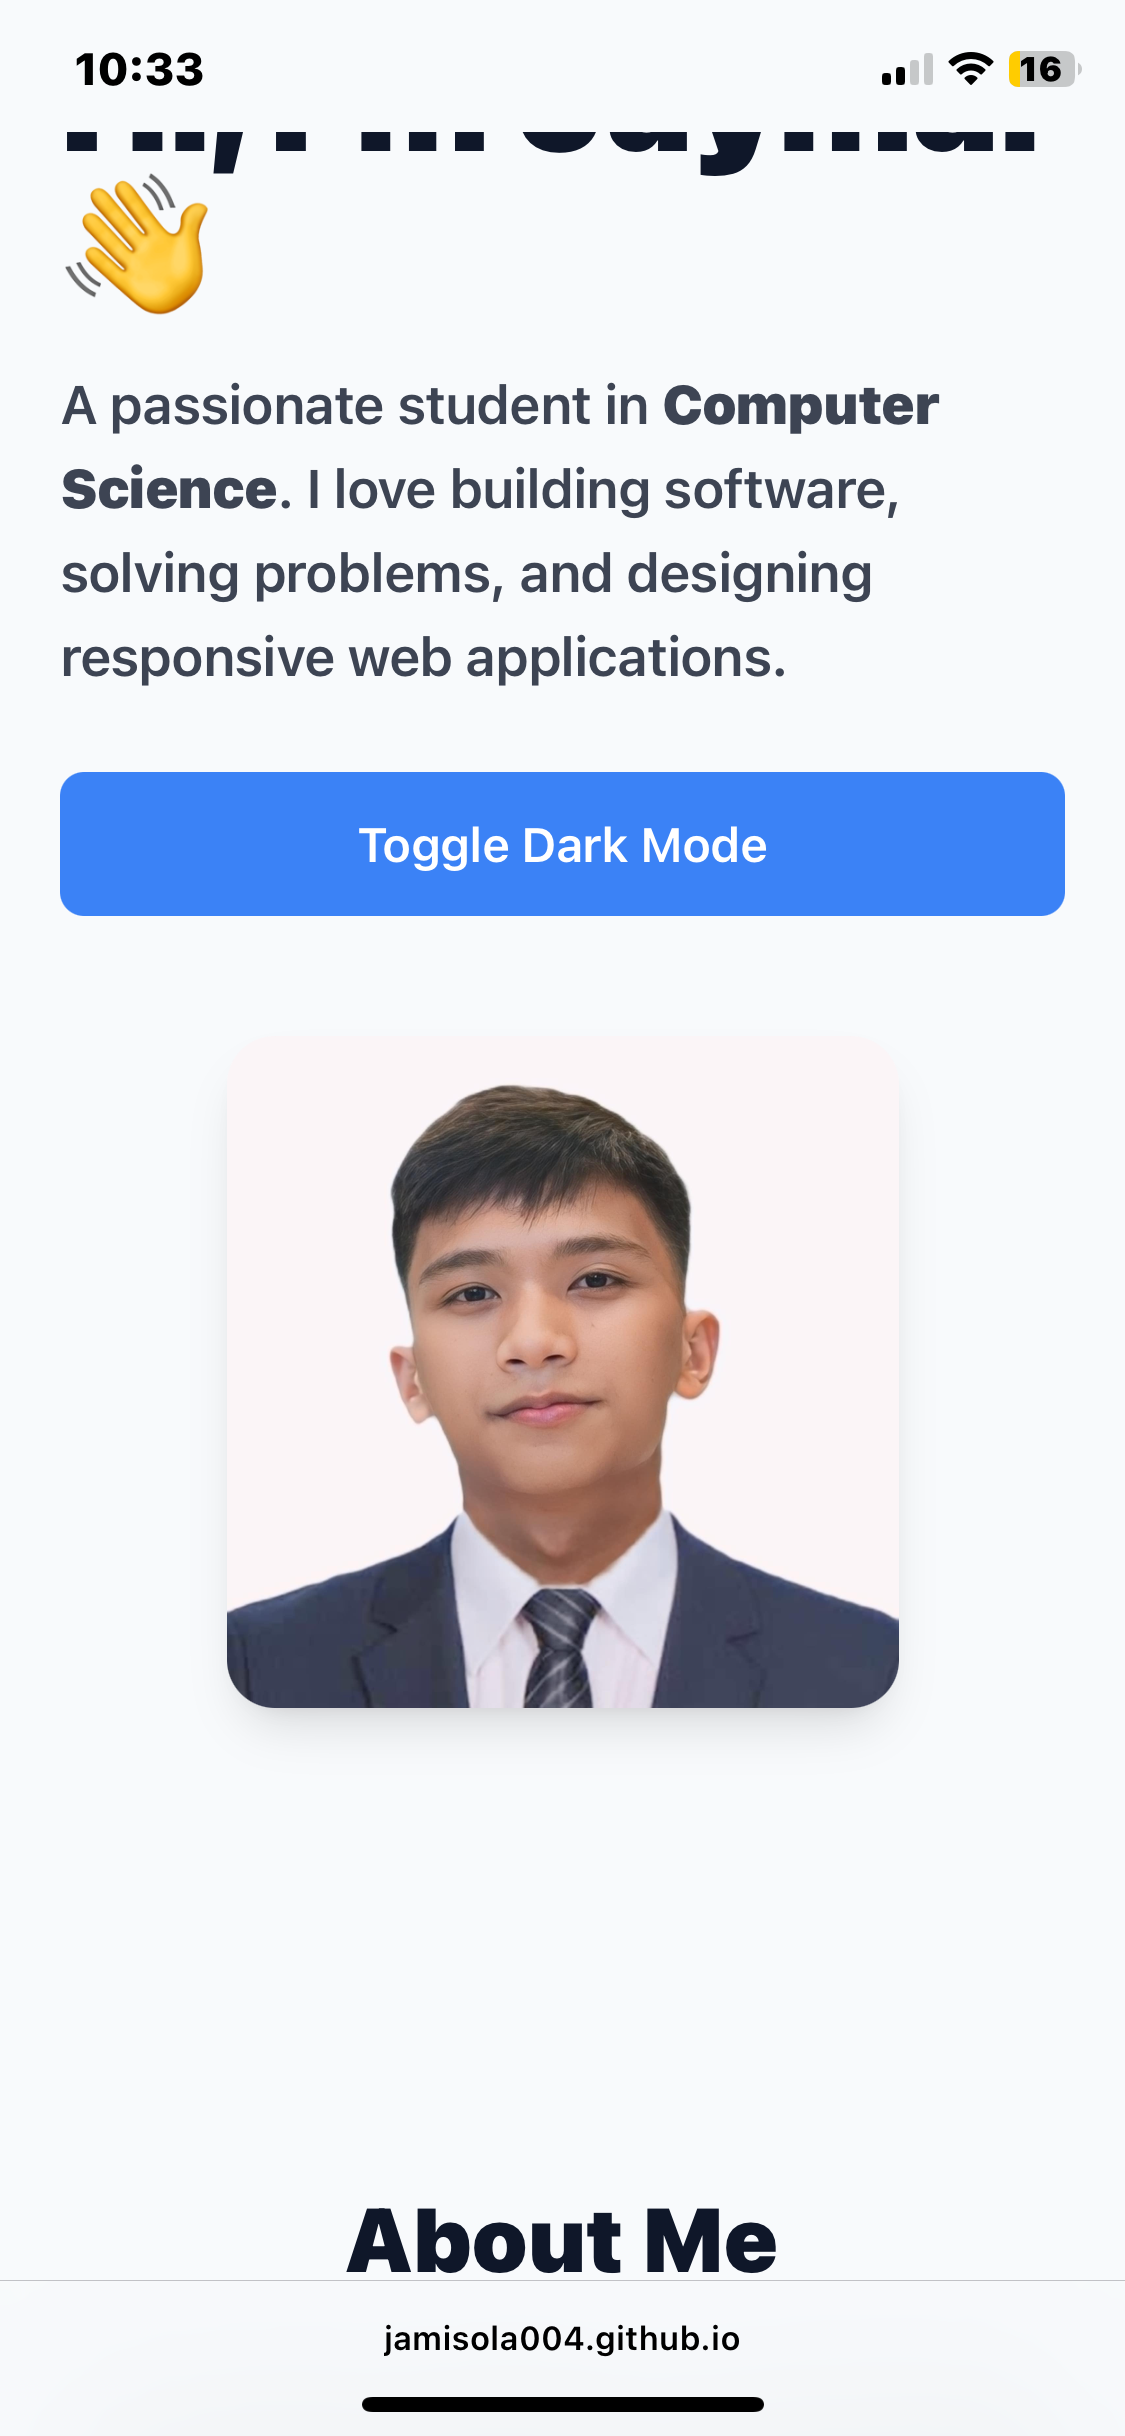 10:33
16
A passionate student in Computer
Science. I love building software,
solving problems, and designing
responsive web applications.
Toggle Dark Mode
About Me
jamisola004.github.io